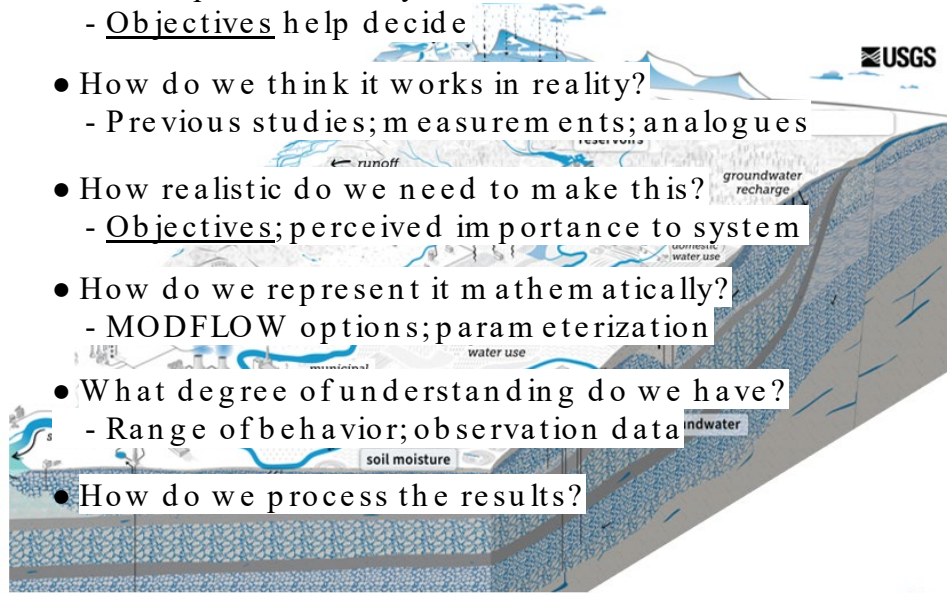 - Objectives help decide
USGS
● How do we think it works in reality?
- Previous studies; measurements; analogues
reservoirs
runoff
● How realistic do we need to make this?
groundwater
recharge
- Objectives; perceived importance to system
domestic
water use
● How do we represent it mathematically?
- MODFLOW options; parameterization
water use
municipal
● What degree of understanding do we have?
- Range of behavior; observation data
soil moisture
● How do we process the results?